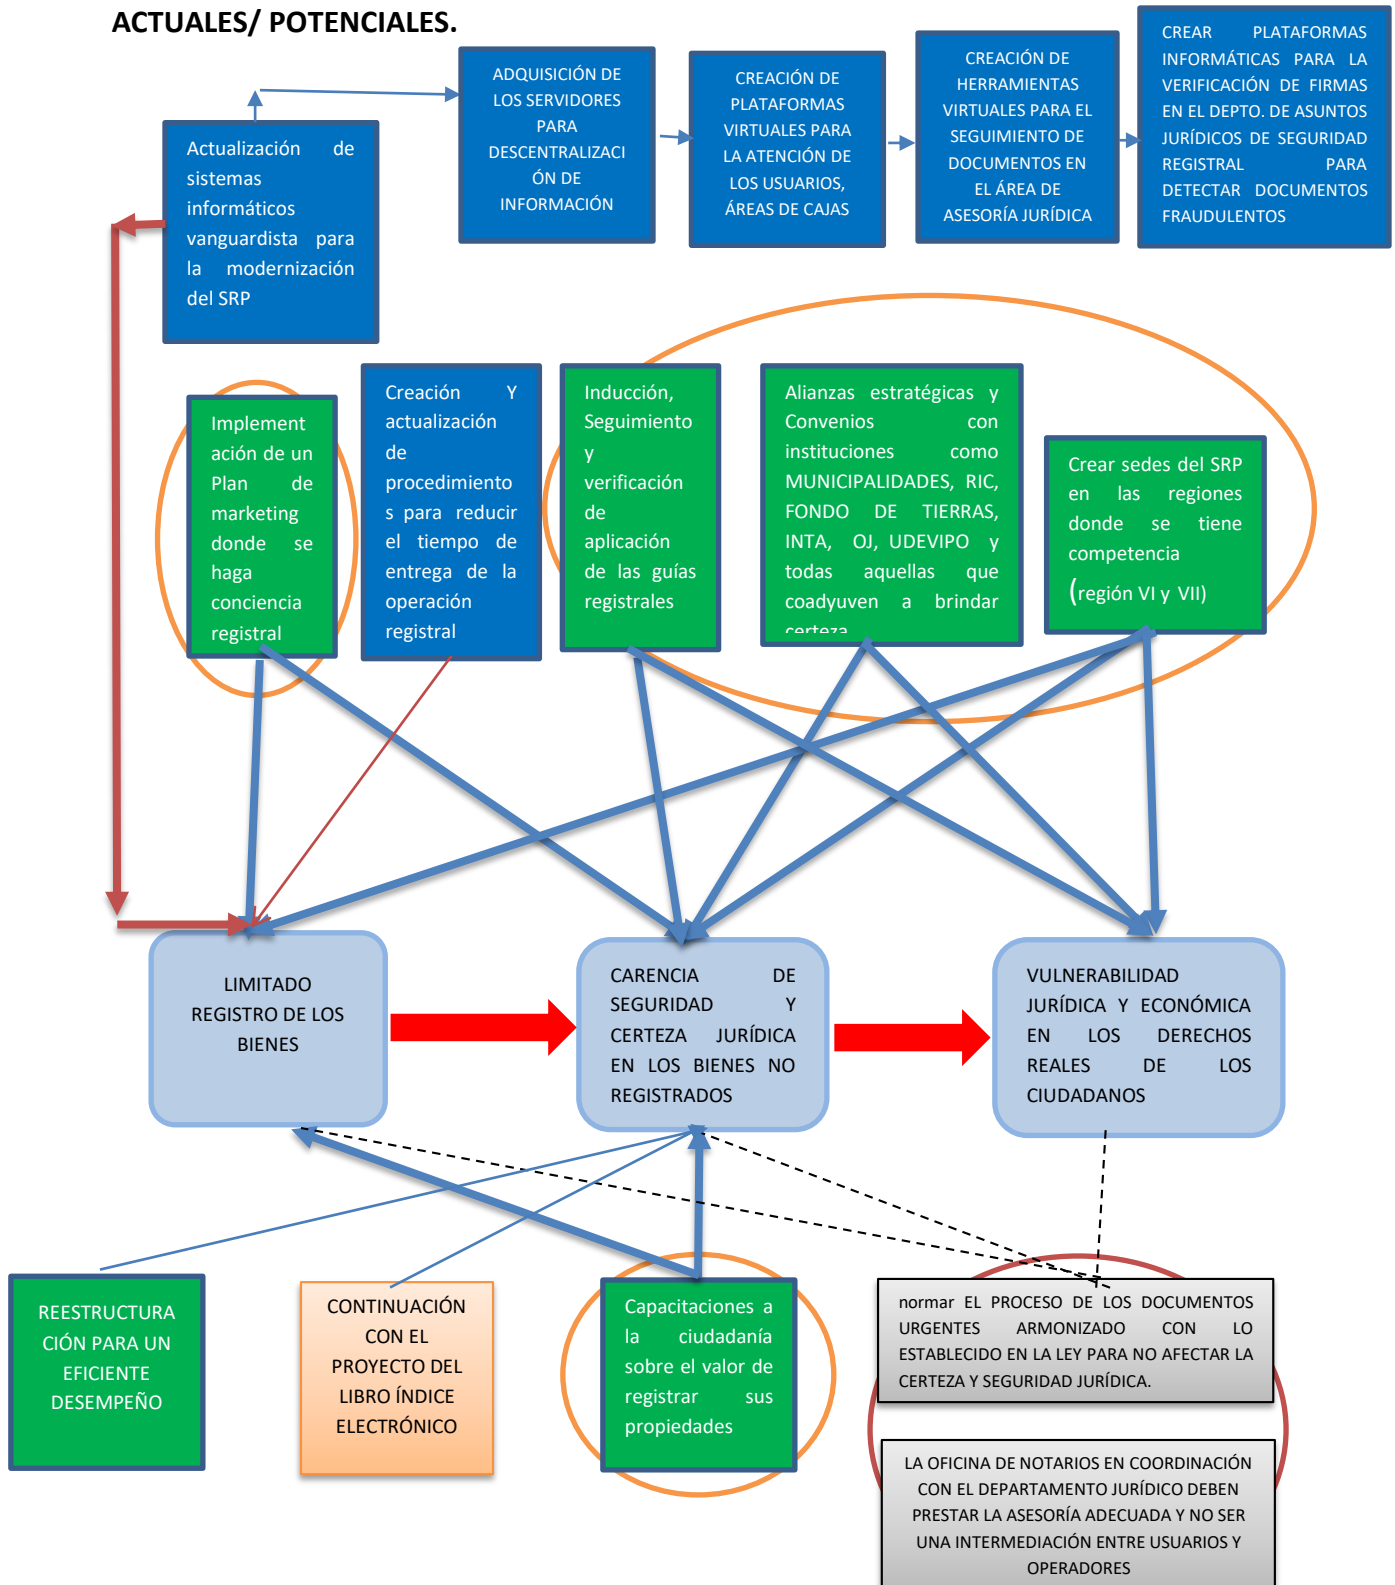 ACTUALES/ POTENCIALES.
ADQUISICIÓN DE
LOS SERVIDORES
PARA
DESCENTRALIZACI
ÓN DE
INFORMACIÓN
CREACIÓN DE
PLATAFORMAS
VIRTUALES PARA
LA ATENCIÓN DE
LOS USUARIOS,
ÁREAS DE CAJAS
CREACIÓN DE
HERRAMIENTAS
VIRTUALES PARA EL
SEGUIMIENTO DE
DOCUMENTOS EN
EL ÁREA DE
ASESORÍA JURÍDICA
CREAR PLATAFORMAS
INFORMÁTICAS PARA LA
VERIFICACIÓN DE FIRMAS
EN EL DEPTO. DE ASUNTOS
JURÍDICOS DE SEGURIDAD
REGISTRAL PARA
DETECTAR DOCUMENTOS
FRAUDULENTOS
Actualización de
sistemas
informáticos
vanguardista para
la modernización
del SRP
Implement
ación de un
Plan de
marketing
donde se
haga
conciencia
registral
Creación Y
actualización
de
procedimiento
s para reducir
el tiempo de
entrega de la
operación
registral
Inducción,
Seguimiento
y
verificación
de
aplicación
de las guías
registrales
Alianzas estratégicas y
Convenios con
instituciones como
MUNICIPALIDADES, RIC,
FONDO DE TIERRAS,
INTA, OJ, UDEVIPO y
todas aquellas que
coadyuven a brindar
certeza
Crear sedes del SRP
en las regiones
donde se tiene
competencia
(región VI y VII)
LIMITADO
REGISTRO DE LOS
BIENES
CARENCIA DE
SEGURIDAD Y
CERTEZA JURÍDICA
EN LOS BIENES NO
REGISTRADOS
VULNERABILIDAD
JURÍDICA Y ECONÓMICA
EN LOS DERECHOS
REALES DE LOS
CIUDADANOS
REESTRUCTURA
CIÓN PARA UN
EFICIENTE
DESEMPEÑO
CONTINUACIÓN
CON EL
PROYECTO DEL
LIBRO ÍNDICE
ELECTRÓNICO
Capacitaciones a
la ciudadanía
sobre el valor de
registrar sus
propiedades
normar EL PROCESO DE LOS DOCUMENTOS
URGENTES ARMONIZADO CON LO
ESTABLECIDO EN LA LEY PARA NO AFECTAR LA
CERTEZA Y SEGURIDAD JURÍDICA.
LA OFICINA DE NOTARIOS EN COORDINACIÓN
CON EL DEPARTAMENTO JURÍDICO DEBEN
PRESTAR LA ASESORÍA ADECUADA Y NO SER
UNA INTERMEDIACIÓN ENTRE USUARIOS Y
OPERADORES